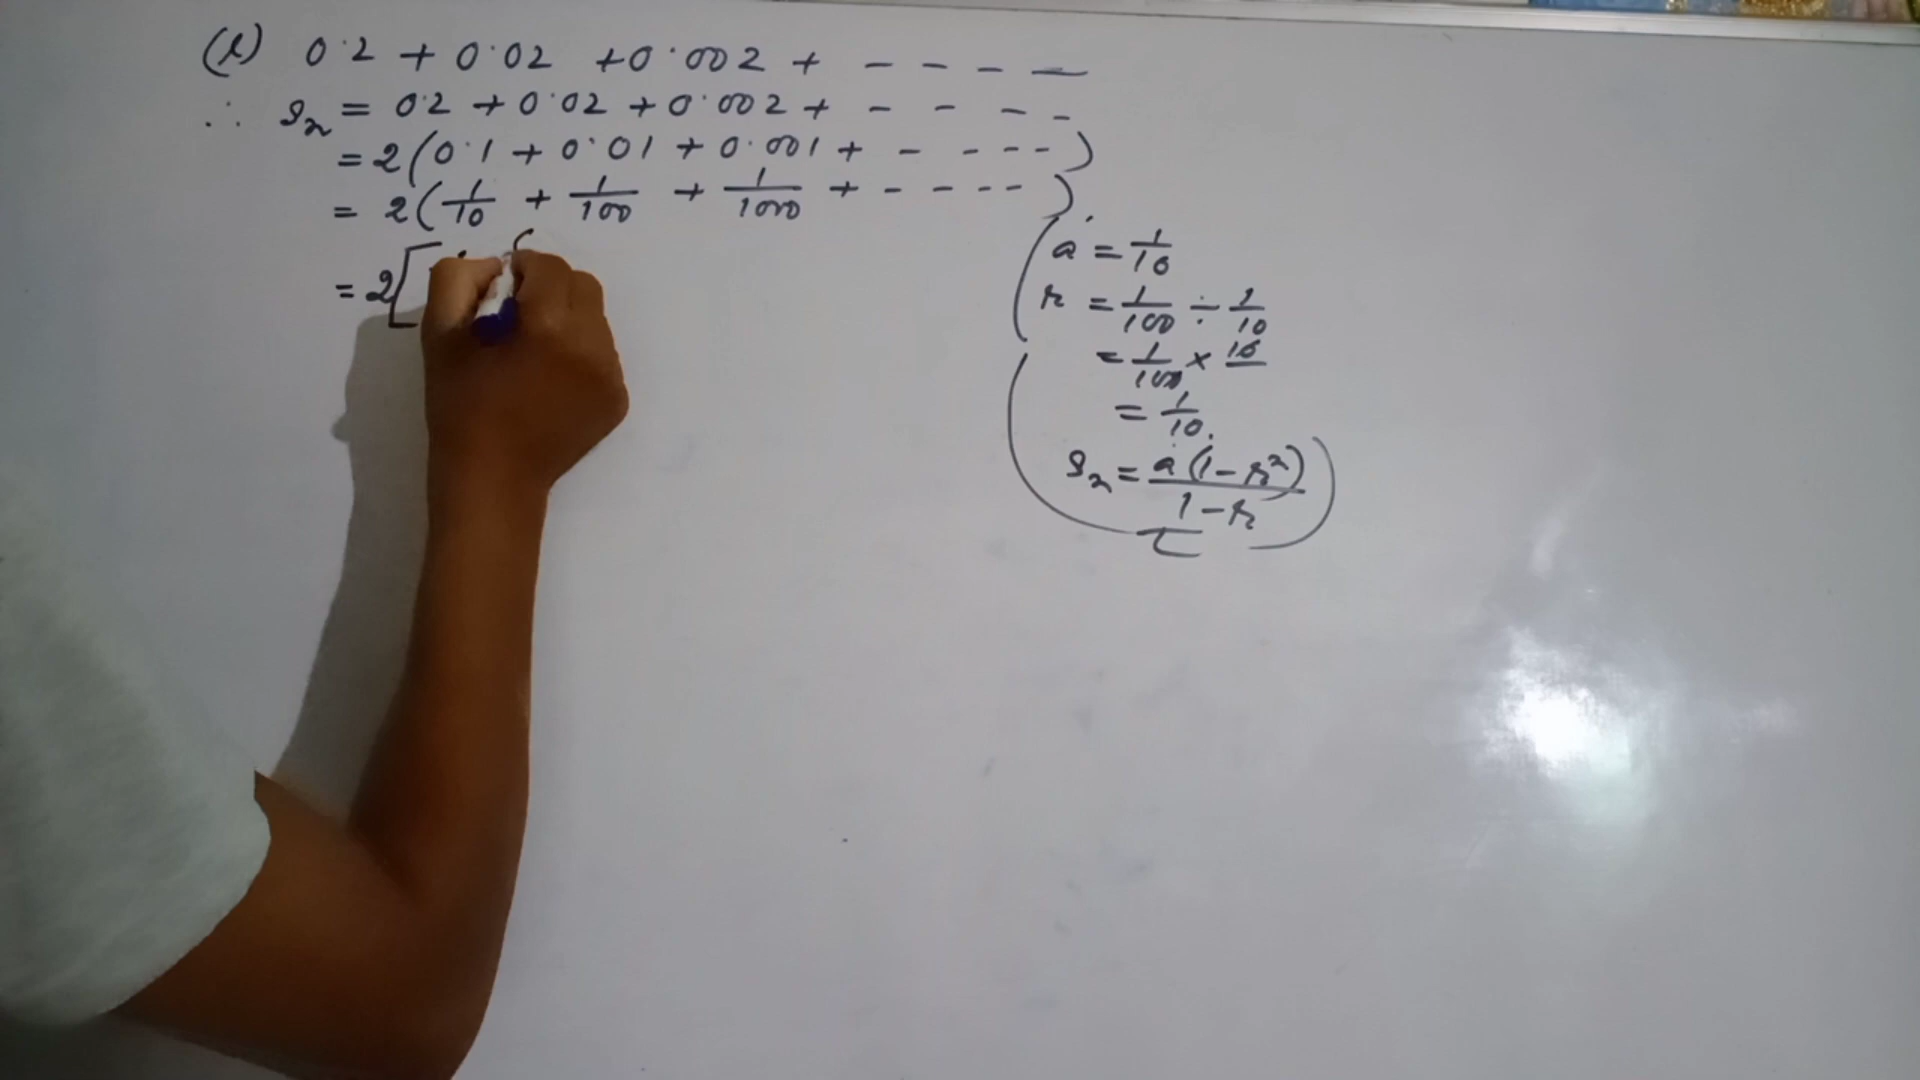 (l) 0.2 + 0.02 + 0.002 + - - - -
∴ Sn = 0.2 + 0.02 + 0.002 + - - - -
= 2(0.1 + 0.01 + 0.001 + - - - - -)
= 2(1/10 + 1/100 + 1/1000 + - - - - - -).
= 2[
a = 1/10
r = 1/100 ÷ 1/10
= 1/100 × 10
= 1/10.
Sn = a(1-rⁿ)/1-r